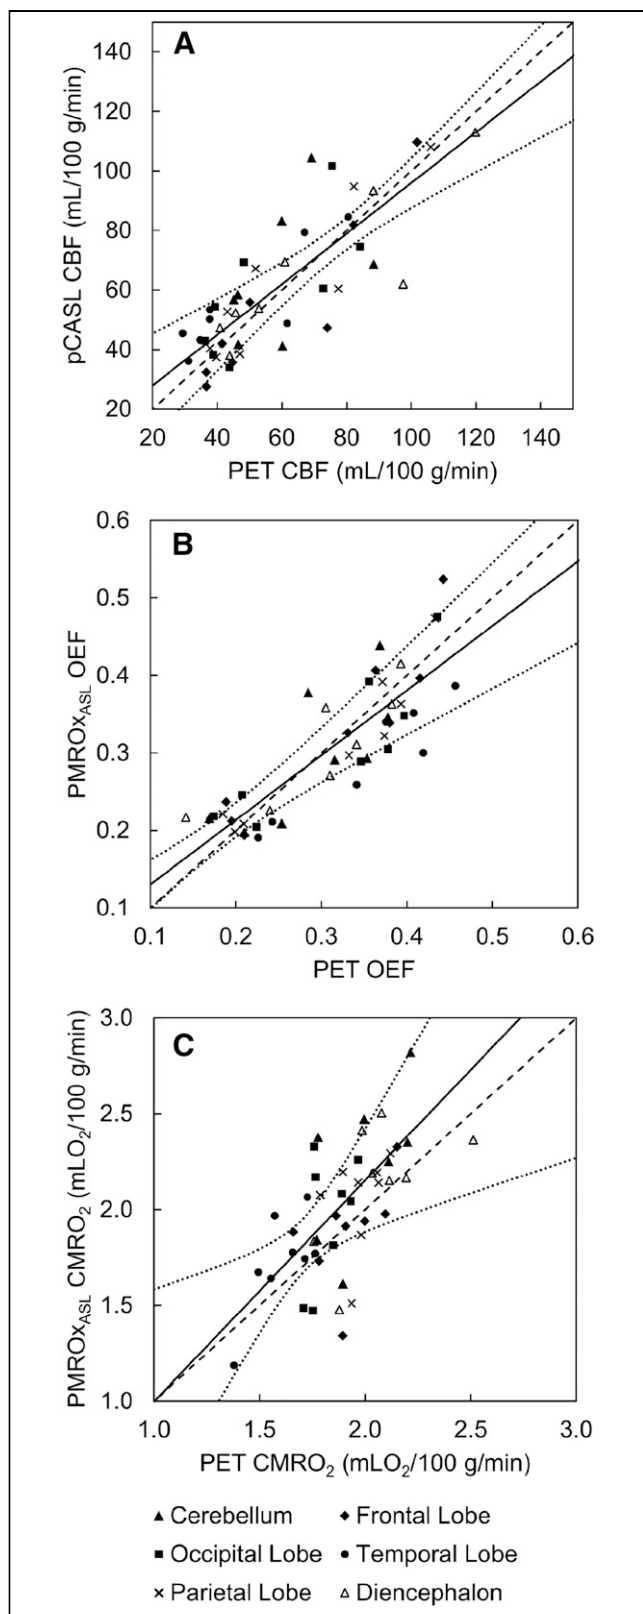 A
pCASL CBF (mL/100 g/min)
140
120
100
80
60
40
20
20 40 60 80 100 120 140
PET CBF (mL/100 g/min)
B
PMROx_ASL OEF
0.6
0.5
0.4
0.3
0.2
0.1
0.1 0.2 0.3 0.4 0.5 0.6
PET OEF
C
PMROx_ASL CMRO₂ (mLO₂/100 g/min)
3.0
2.5
2.0
1.5
1.0
1.0 1.5 2.0 2.5 3.0
PET CMRO₂ (mLO₂/100 g/min)
▲ Cerebellum ◆ Frontal Lobe
■ Occipital Lobe ● Temporal Lobe
× Parietal Lobe △ Diencephalon